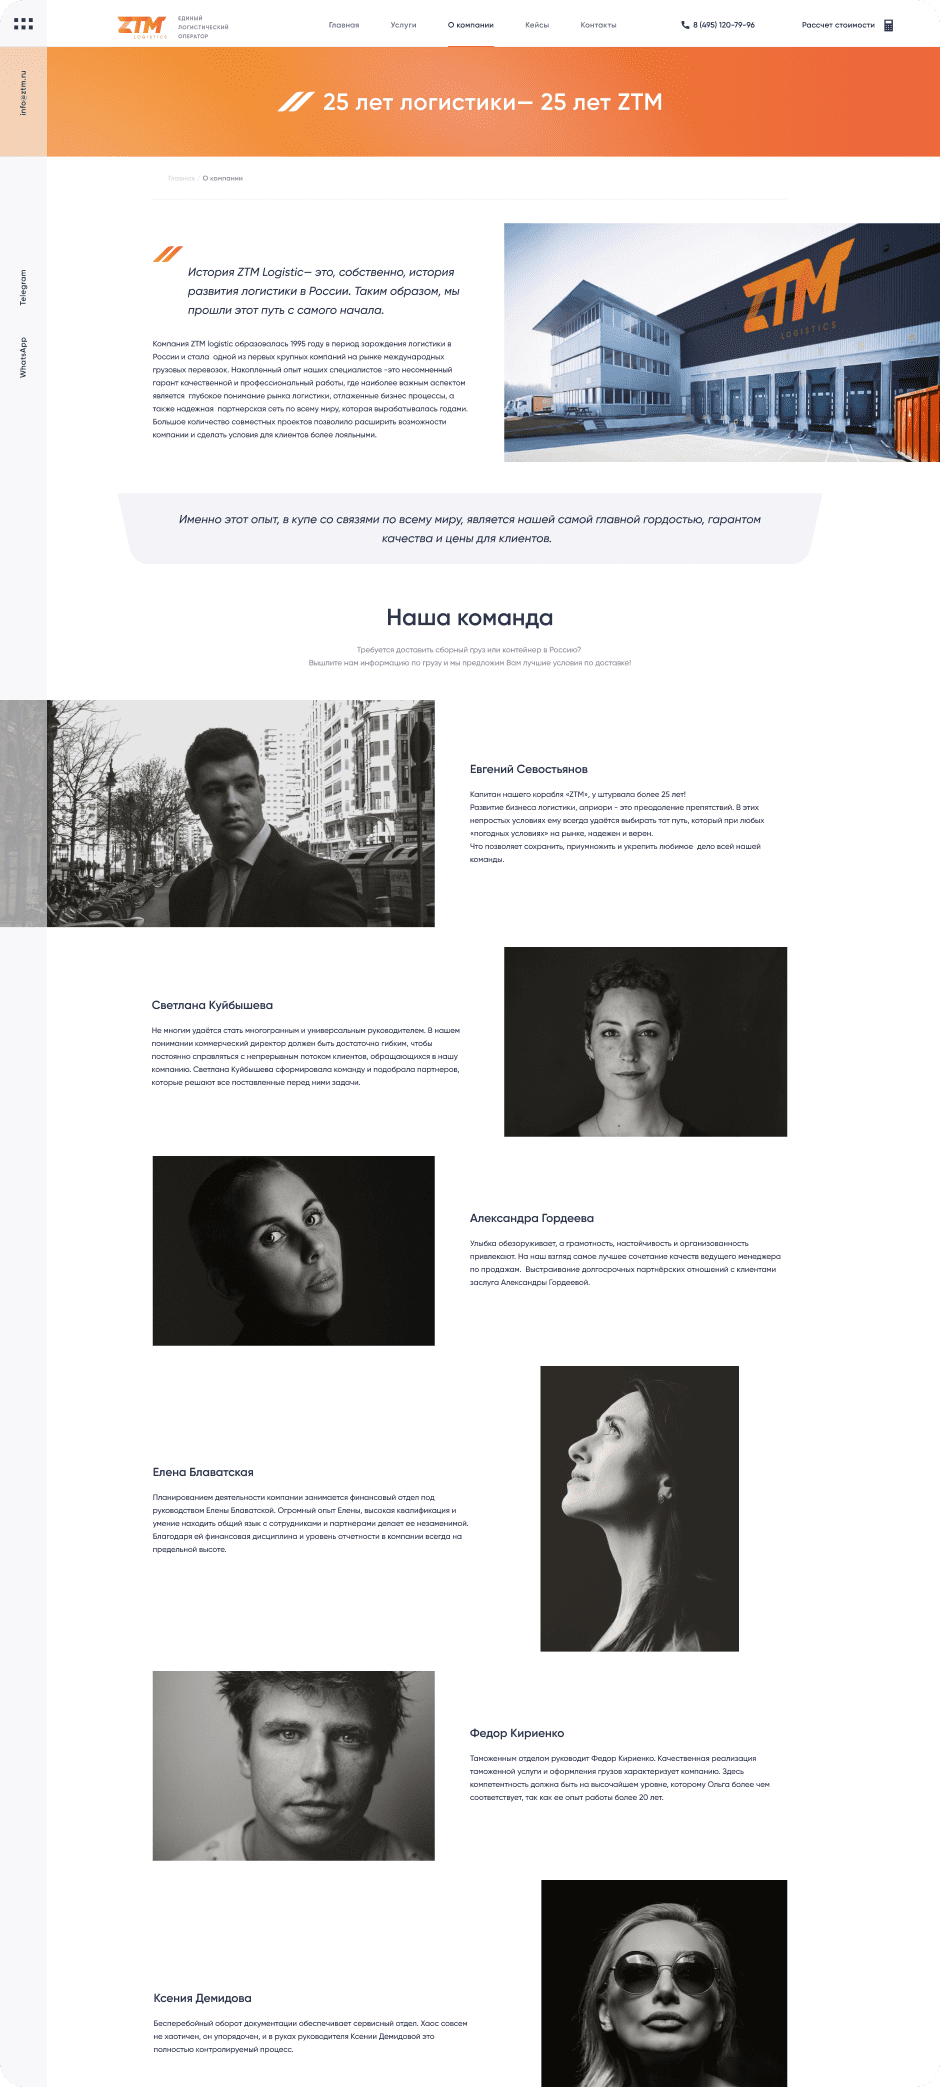 ZTM
LOGISTICS
ЕДИНЫЙ
ЛОГИСТИЧЕСКИЙ
ОПЕРАТОР
Главная
Услуги
О компании
Кейсы
Контакты
8 (495) 120-79-96
Рассчет стоимости
info@ztm.ru
Telegram
WhatsApp
25 лет логистики— 25 лет ZTM
Главная / О компании
История ZTM Logistic— это, собственно, история
развития логистики в России. Таким образом, мы
прошли этот путь с самого начала.
Компания ZTM logistic образовалась 1995 году в период зарождения логистики в
России и стала одной из первых крупных компаний на рынке международных
грузовых перевозок. Накопленный опыт наших специалистов -это несомненный
гарант качественной и профессиональный работы, где наиболее важным аспектом
является глубокое понимание рынка логистики, отлаженные бизнес процессы, а
также надежная партнерская сеть по всему миру, которая вырабатывалась годами.
Большое количество совместных проектов позволило расширить возможности
компании и сделать условия для клиентов более лояльными.
ZTM
LOGISTICS
Именно этот опыт, в купе со связями по всему миру, является нашей самой главной гордостью, гарантом
качества и цены для клиентов.
Наша команда
Требуется доставить сборный груз или контейнер в Россию?
Вышлите нам информацию по грузу и мы предложим Вам лучшие условия по доставке!
Евгений Севостьянов
Капитан нашего корабля «ZTM», у штурвала более 25 лет!
Развитие бизнеса логистики, априори - это преодоление препятствий. В этих
непростых условиях ему всегда удаётся выбирать тот путь, который при любых
«погодных условиях» на рынке, надежен и верен.
Что позволяет сохранить, приумножить и укрепить любимое дело всей нашей
команды.
Светлана Куйбышева
Не многим удаётся стать многогранным и универсальным руководителем. В нашем
понимании коммерческий директор должен быть достаточно гибким, чтобы
постоянно справляться с непрерывным потоком клиентов, обращающихся в нашу
компанию. Светлана Куйбышева сформировала команду и подобрала партнеров,
которые решают все поставленные перед ними задачи.
Александра Гордеева
Улыбка обезоруживает, а грамотность, настойчивость и организованность
привлекают. На наш взгляд самое лучшее сочетание качеств ведущего менеджера
по продажам. Выстраивание долгосрочных партнёрских отношений с клиентами
заслуга Александры Гордеевой.
Елена Блаватская
Планированием деятельности компании занимается финансовый отдел под
руководством Елены Блаватской. Огромный опыт Елены, высокая квалификация и
умение находить общий язык с сотрудниками и партнерами делает ее незаменимой.
Благодаря ей финансовая дисциплина и уровень отчетности в компании всегда на
предельной высоте.
Федор Кириенко
Таможенным отделом руководит Федор Кириенко. Качественная реализация
таможенной услуги и оформления грузов характеризует компанию. Здесь
компетентность должна быть на высочайшем уровне, которому Ольга более чем
соответствует, так как ее опыт работы более 20 лет.
Ксения Демидова
Бесперебойный оборот документации обеспечивает сервисный отдел. Хаос совсем
не хаотичен, он упорядочен, и в руках руководителя Ксении Демидовой это
полностью контролируемый процесс.